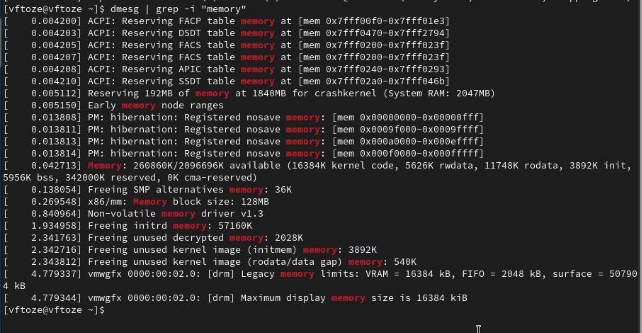 [vftoze@vftoze ~]$ dmesg | grep -i "memory"
[    0.004200] ACPI: Reserving FACP table memory at [mem 0x7fff00f0-0x7fff01e3]
[    0.004203] ACPI: Reserving DSDT table memory at [mem 0x7fff0470-0x7fff2794]
[    0.004205] ACPI: Reserving FACS table memory at [mem 0x7fff0200-0x7fff023f]
[    0.004207] ACPI: Reserving FACS table memory at [mem 0x7fff0200-0x7fff023f]
[    0.004208] ACPI: Reserving APIC table memory at [mem 0x7fff0240-0x7fff0293]
[    0.004210] ACPI: Reserving SSDT table memory at [mem 0x7fff02a0-0x7fff046b]
[    0.005112] Reserving 192MB of memory at 1840MB for crashkernel (System RAM: 2047MB)
[    0.005150] Early memory node ranges
[    0.013808] PM: hibernation: Registered nosave memory: [mem 0x00000000-0x00000fff]
[    0.013811] PM: hibernation: Registered nosave memory: [mem 0x0009f000-0x0009ffff]
[    0.013813] PM: hibernation: Registered nosave memory: [mem 0x000a0000-0x000effff]
[    0.013814] PM: hibernation: Registered nosave memory: [mem 0x000f0000-0x000fffff]
[    0.042713] Memory: 260860K/2096696K available (16384K kernel code, 5626K rwdata, 11748K rodata, 3892K init,
5956K bss, 342000K reserved, 0K cma-reserved)
[    0.138054] Freeing SMP alternatives memory: 36K
[    0.269548] x86/mm: Memory block size: 128MB
[    0.840964] Non-volatile memory driver v1.3
[    1.934958] Freeing initrd memory: 57160K
[    2.341763] Freeing unused decrypted memory: 2028K
[    2.342716] Freeing unused kernel image (initmem) memory: 3892K
[    2.343812] Freeing unused kernel image (rodata/data gap) memory: 540K
[    4.779337] vmwgfx 0000:00:02.0: [drm] Legacy memory limits: VRAM = 16384 kB, FIFO = 2048 kB, surface = 50790
4 kB
[    4.779344] vmwgfx 0000:00:02.0: [drm] Maximum display memory size is 16384 kiB
[vftoze@vftoze ~]$